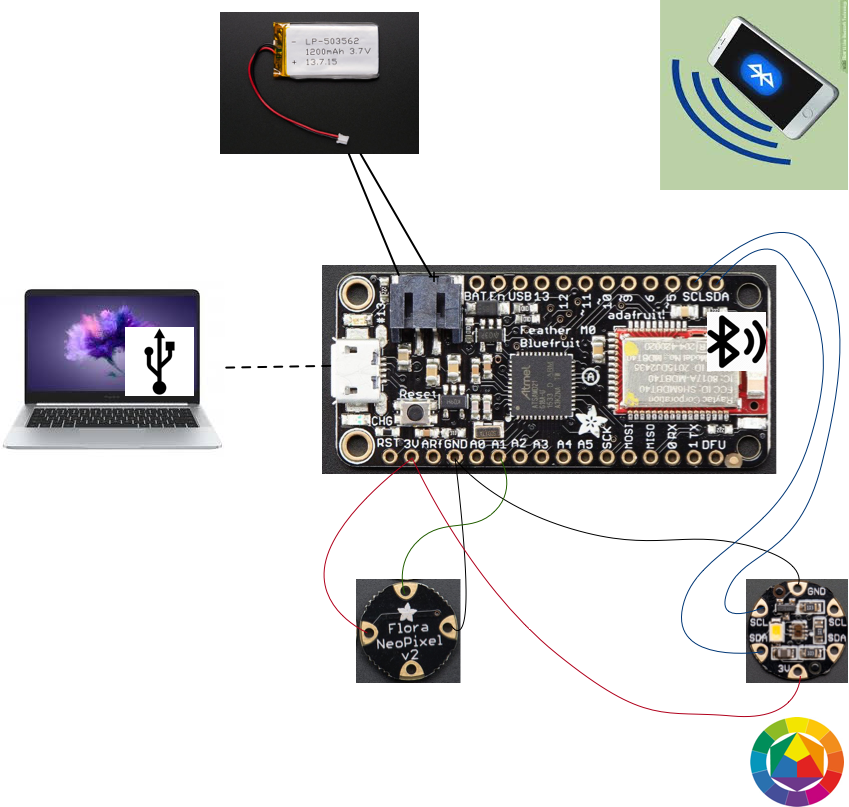 - LP-503562
1200mAh 3.7V
+ 13.7.15
#13
BAT En USB 13 12 ~11 ~10 ~9 6 ~5 SCL SDA
adafruit
Feather M0
Bluefruit
Atmel
Reset
CHG
RST 3V ARf GND A0 A1 A2 A3 A4 A5 SCK MOSI MISO 0RX 1TX DFU
Flora
NeoPixel
v2
GND
SCL SCL
SDA SDA
3V